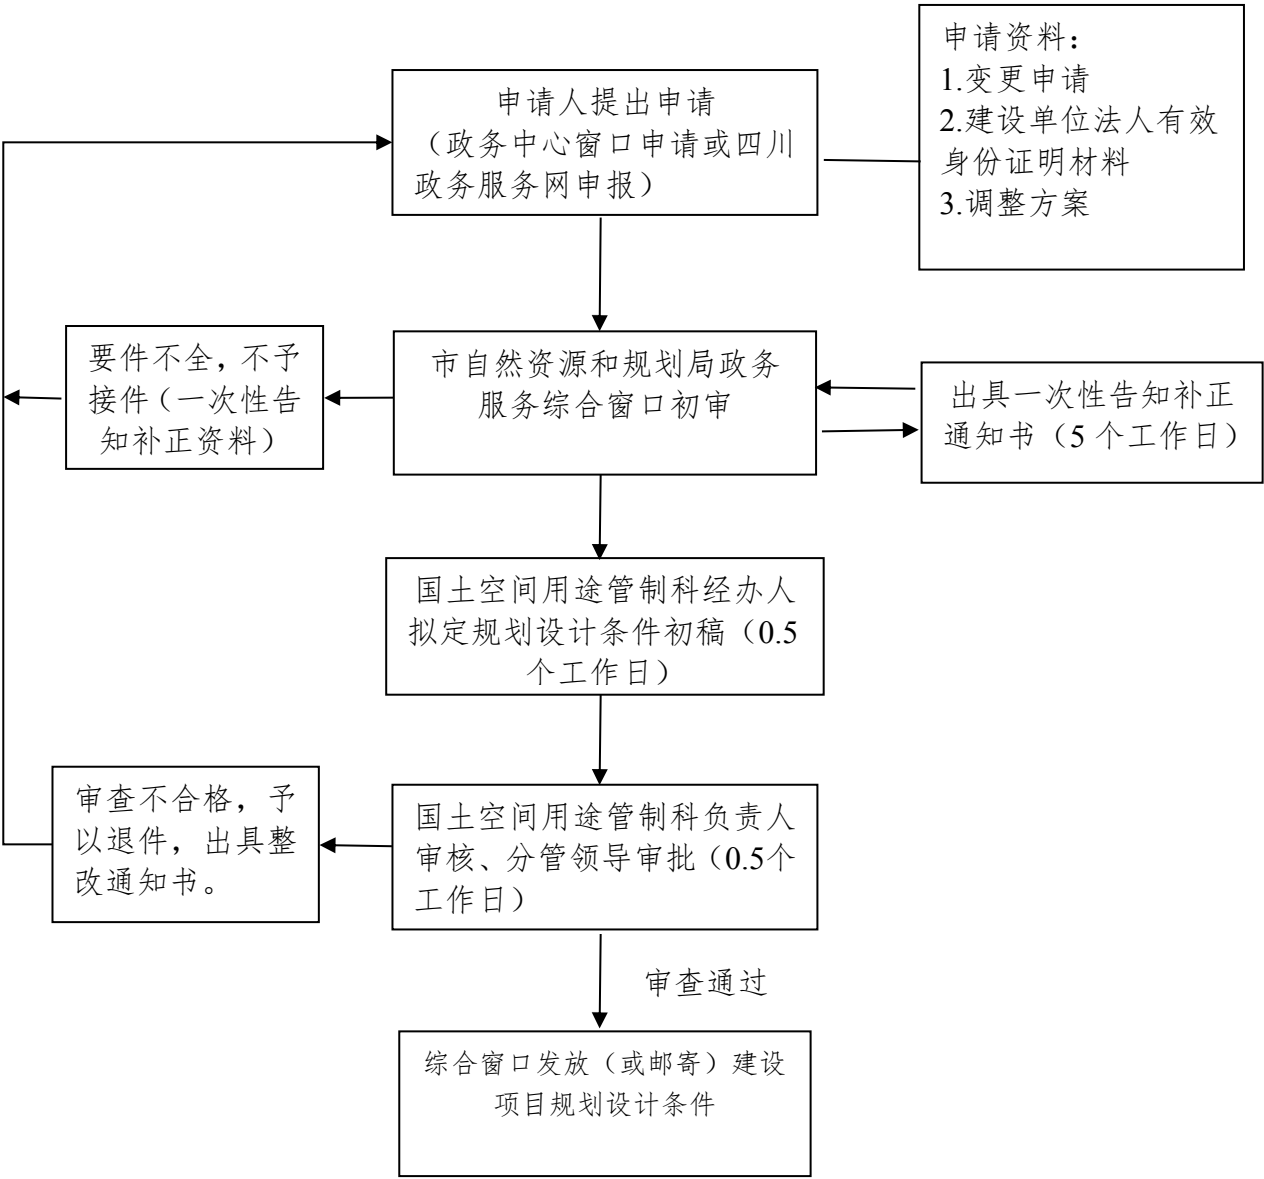 申请资料：
1.变更申请
2.建设单位法人有效
身份证明材料
3.调整方案
申请人提出申请
（政务中心窗口申请或四川
政务服务网申报）
要件不全，不予
接件（一次性告
知补正资料）
市自然资源和规划局政务
服务综合窗口初审
出具一次性告知补正
通知书（5 个工作日）
国土空间用途管制科经办人
拟定规划设计条件初稿（0.5
个工作日）
审查不合格，予
以退件，出具整
改通知书。
国土空间用途管制科负责人
审核、分管领导审批（0.5个
工作日）
审查通过
综合窗口发放（或邮寄）建设
项目规划设计条件